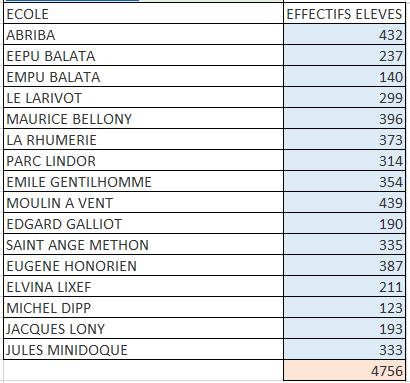 ECOLE EFFECTIFS ELEVES
ABRIBA 432
EEPU BALATA 237
EMPU BALATA 140
LE LARIVOT 299
MAURICE BELLONY 396
LA RHUMERIE 373
PARC LINDOR 314
EMILE GENTILHOMME 354
MOULIN A VENT 439
EDGARD GALLIOT 190
SAINT ANGE METHON 335
EUGENE HONORIEN 387
ELVINA LIXEF 211
MICHEL DIPP 123
JACQUES LONY 193
JULES MINIDOQUE 333
4756